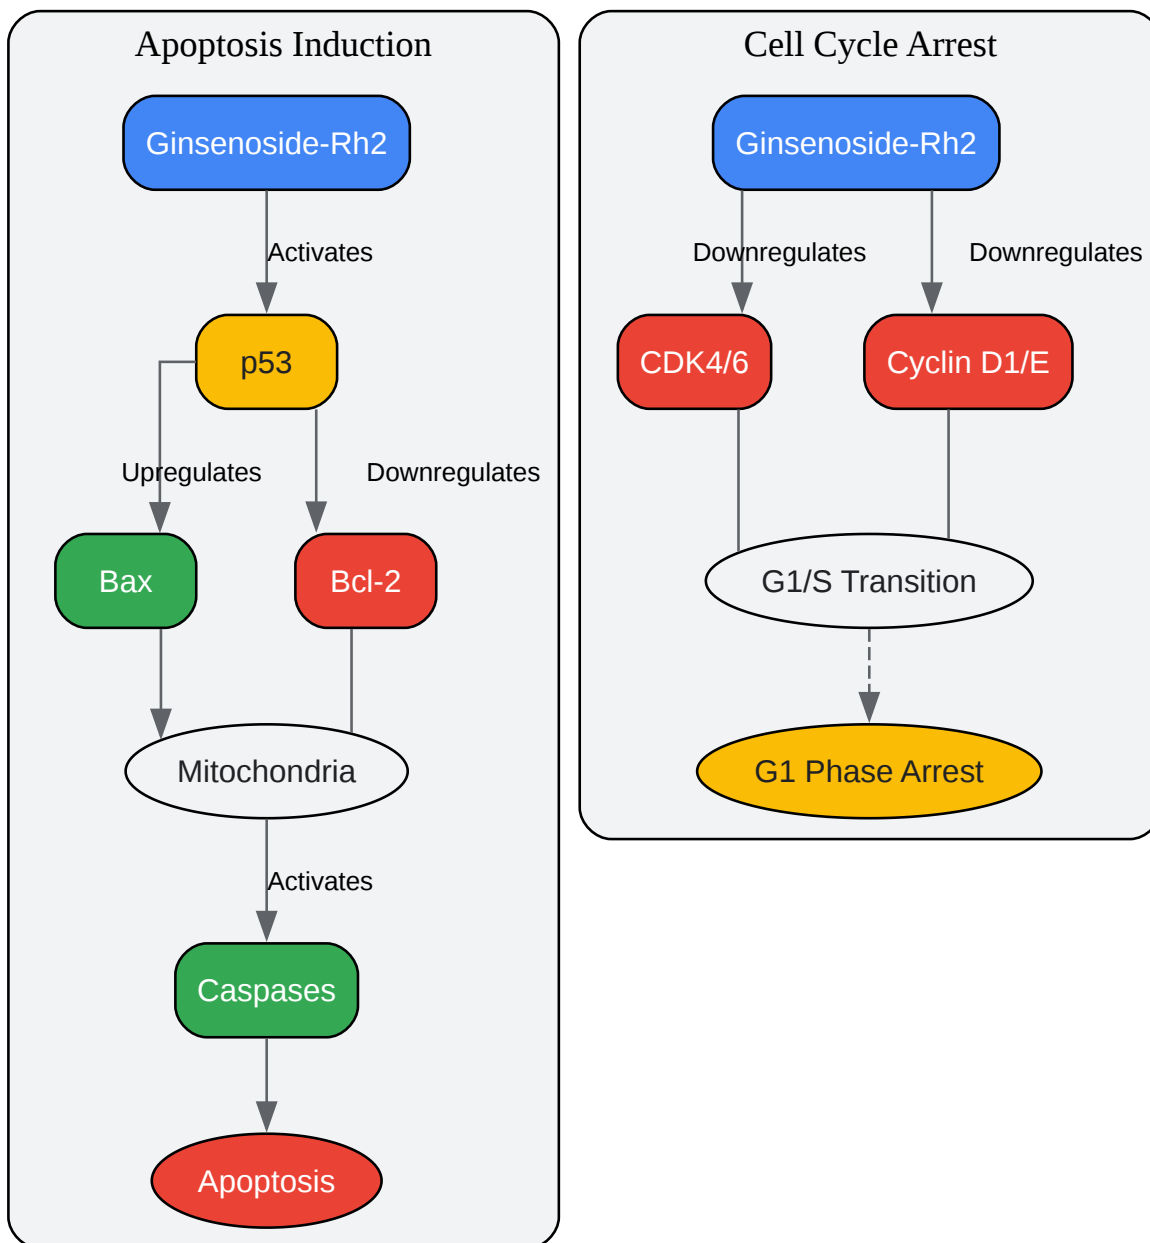 Apoptosis Induction
Ginsenoside-Rh2
Activates
p53
Upregulates
Downregulates
Bax
Bcl-2
Mitochondria
Activates
Caspases
Apoptosis
Cell Cycle Arrest
Ginsenoside-Rh2
Downregulates
Downregulates
CDK4/6
Cyclin D1/E
G1/S Transition
G1 Phase Arrest